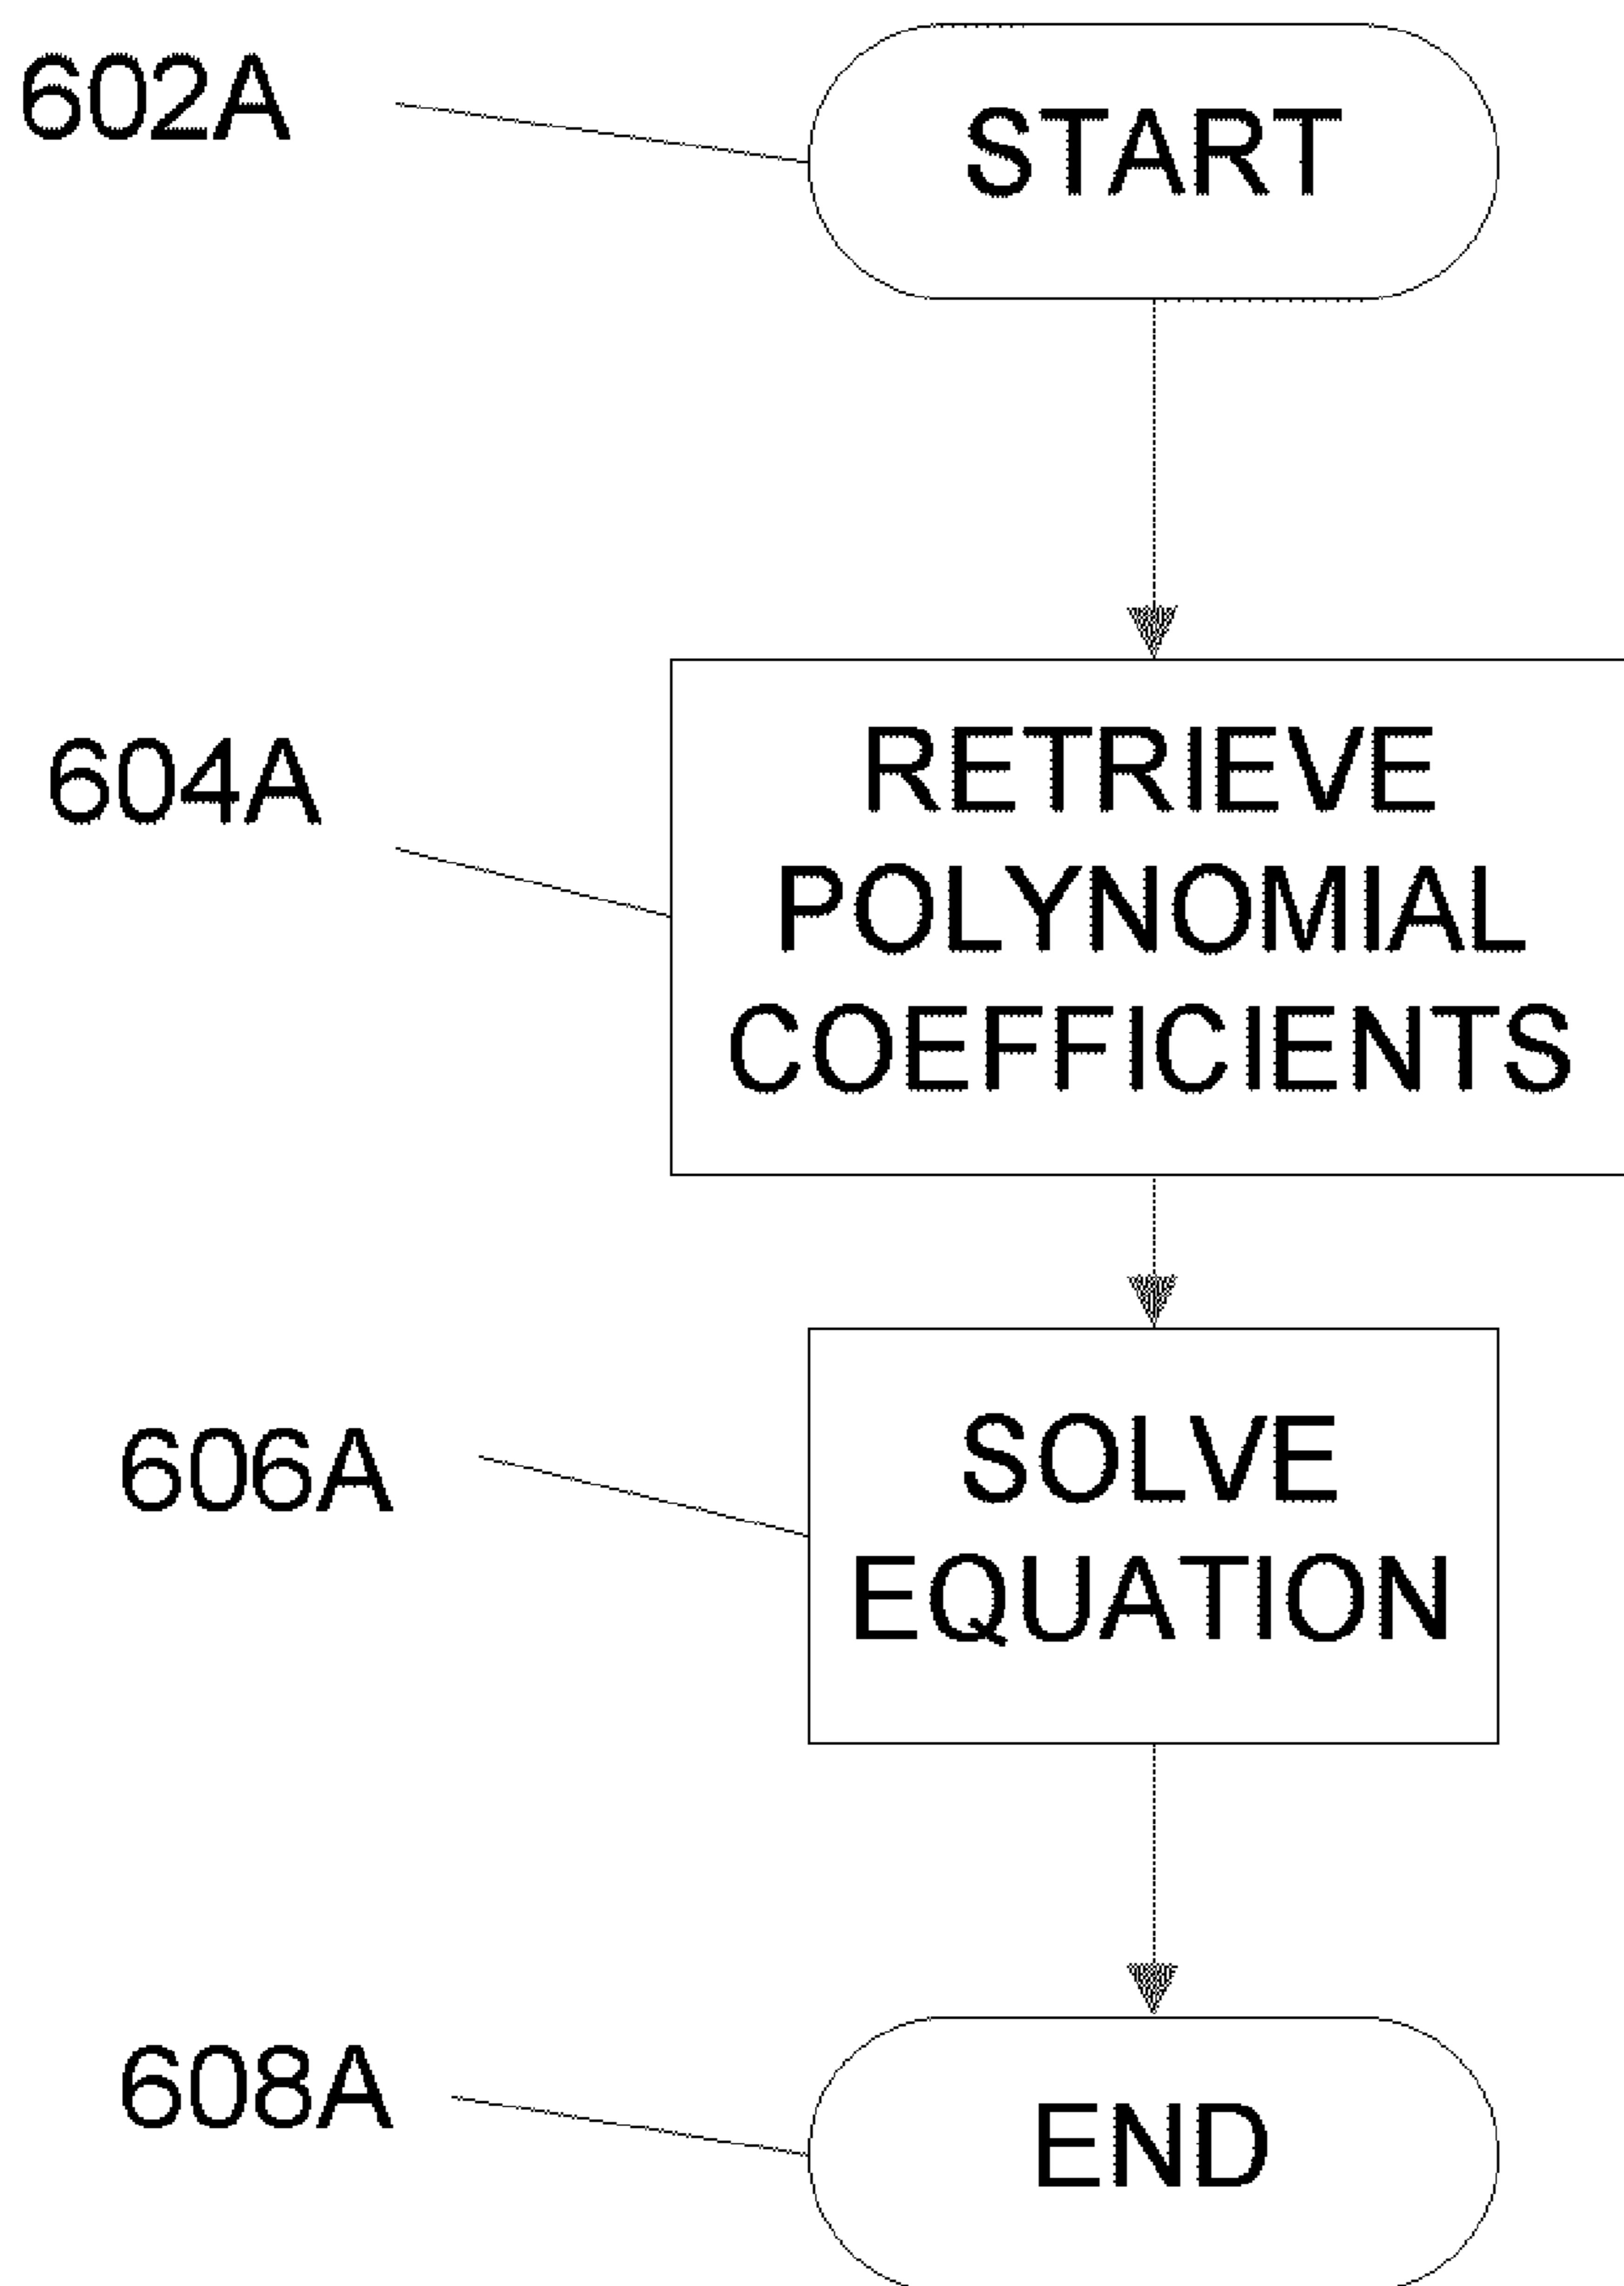 602A
START
604A
RETRIEVE
POLYNOMIAL
COEFFICIENTS
606A
SOLVE
EQUATION
608A
END